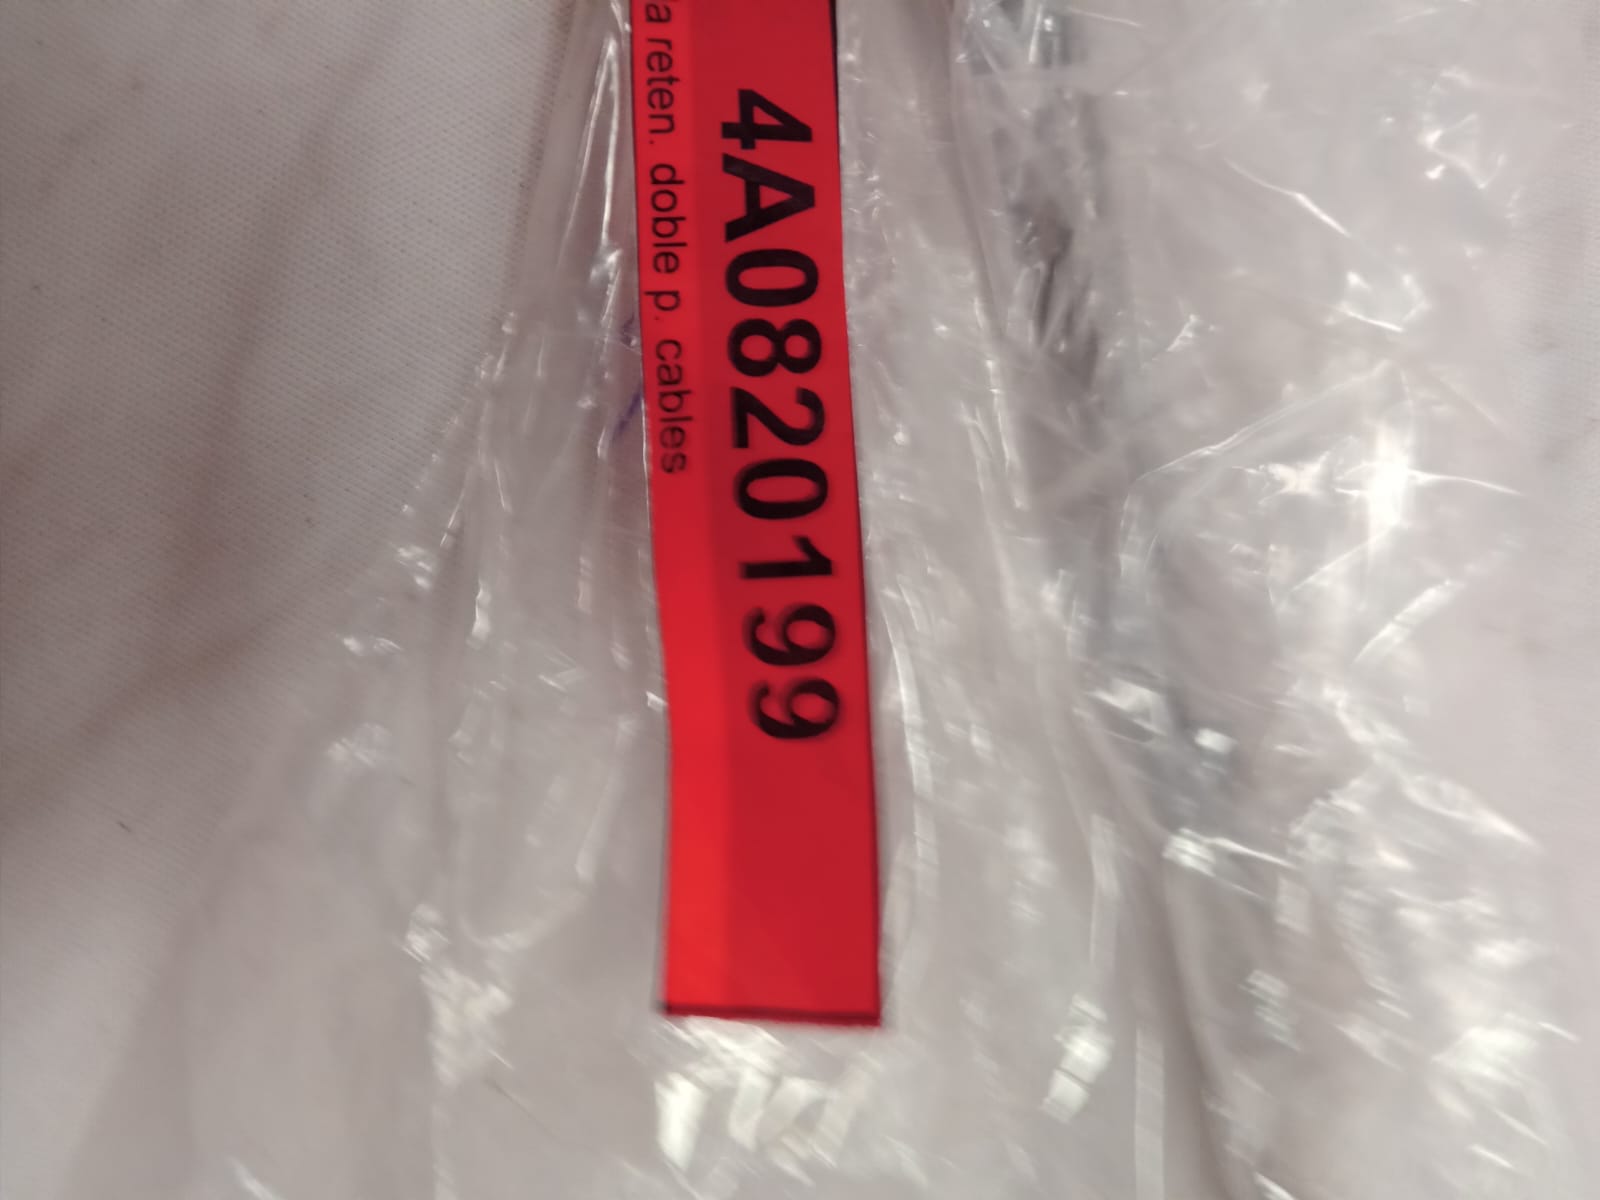 4A0820199
a reten. doble p. cables